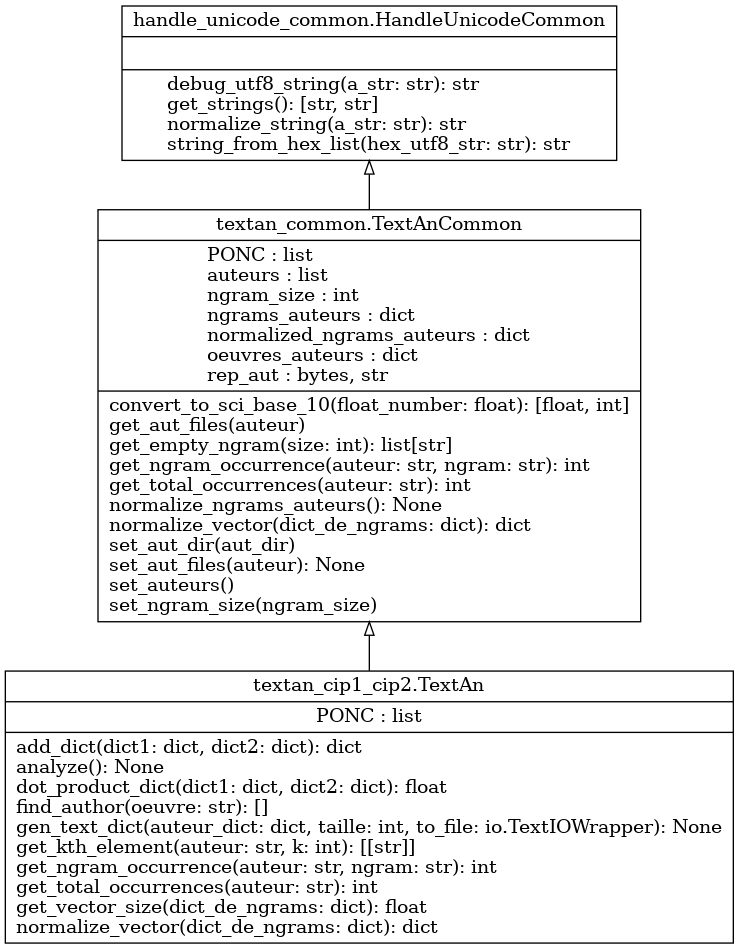 handle_unicode_common.HandleUnicodeCommon
debug_utf8_string(a_str: str): str
get_strings(): [str, str]
normalize_string(a_str: str): str
string_from_hex_list(hex_utf8_str: str): str
textan_common.TextAnCommon
PONC : list
auteurs : list
ngram_size : int
ngrams_auteurs : dict
normalized_ngrams_auteurs : dict
oeuvres_auteurs : dict
rep_aut : bytes, str
convert_to_sci_base_10(float_number: float): [float, int]
get_aut_files(auteur)
get_empty_ngram(size: int): list[str]
get_ngram_occurrence(auteur: str, ngram: str): int
get_total_occurrences(auteur: str): int
normalize_ngrams_auteurs(): None
normalize_vector(dict_de_ngrams: dict): dict
set_aut_dir(aut_dir)
set_aut_files(auteur): None
set_auteurs()
set_ngram_size(ngram_size)
textan_cip1_cip2.TextAn
PONC : list
add_dict(dict1: dict, dict2: dict): dict
analyze(): None
dot_product_dict(dict1: dict, dict2: dict): float
find_author(oeuvre: str): []
gen_text_dict(auteur_dict: dict, taille: int, to_file: io.TextIOWrapper): None
get_kth_element(auteur: str, k: int): [[str]]
get_ngram_occurrence(auteur: str, ngram: str): int
get_total_occurrences(auteur: str): int
get_vector_size(dict_de_ngrams: dict): float
normalize_vector(dict_de_ngrams: dict): dict